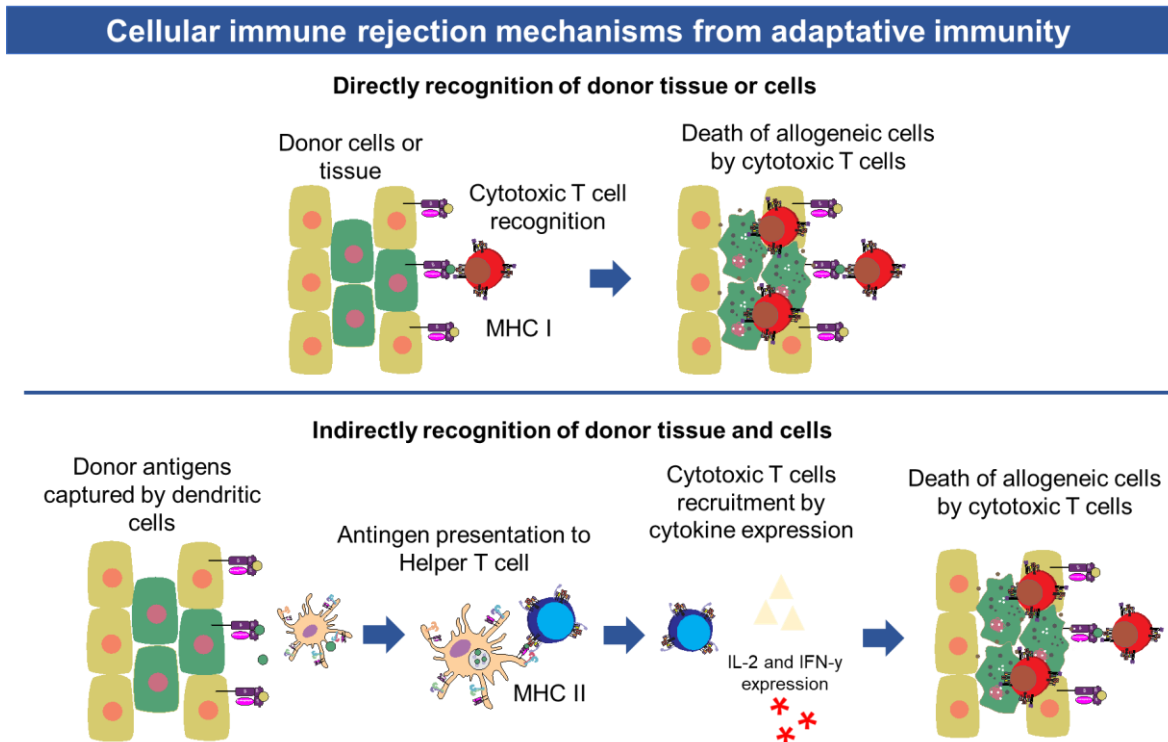 Cellular immune rejection mechanisms from adaptative immunity
Directly recognition of donor tissue or cells
Donor cells or
tissue
Cytotoxic T cell
recognition
MHC I
Death of allogeneic cells
by cytotoxic T cells
Indirectly recognition of donor tissue and cells
Donor antigens
captured by dendritic
cells
Antingen presentation to
Helper T cell
MHC II
Cytotoxic T cells
recruitment by
cytokine expression
IL-2 and IFN-y
expression
Death of allogeneic cells
by cytotoxic T cells